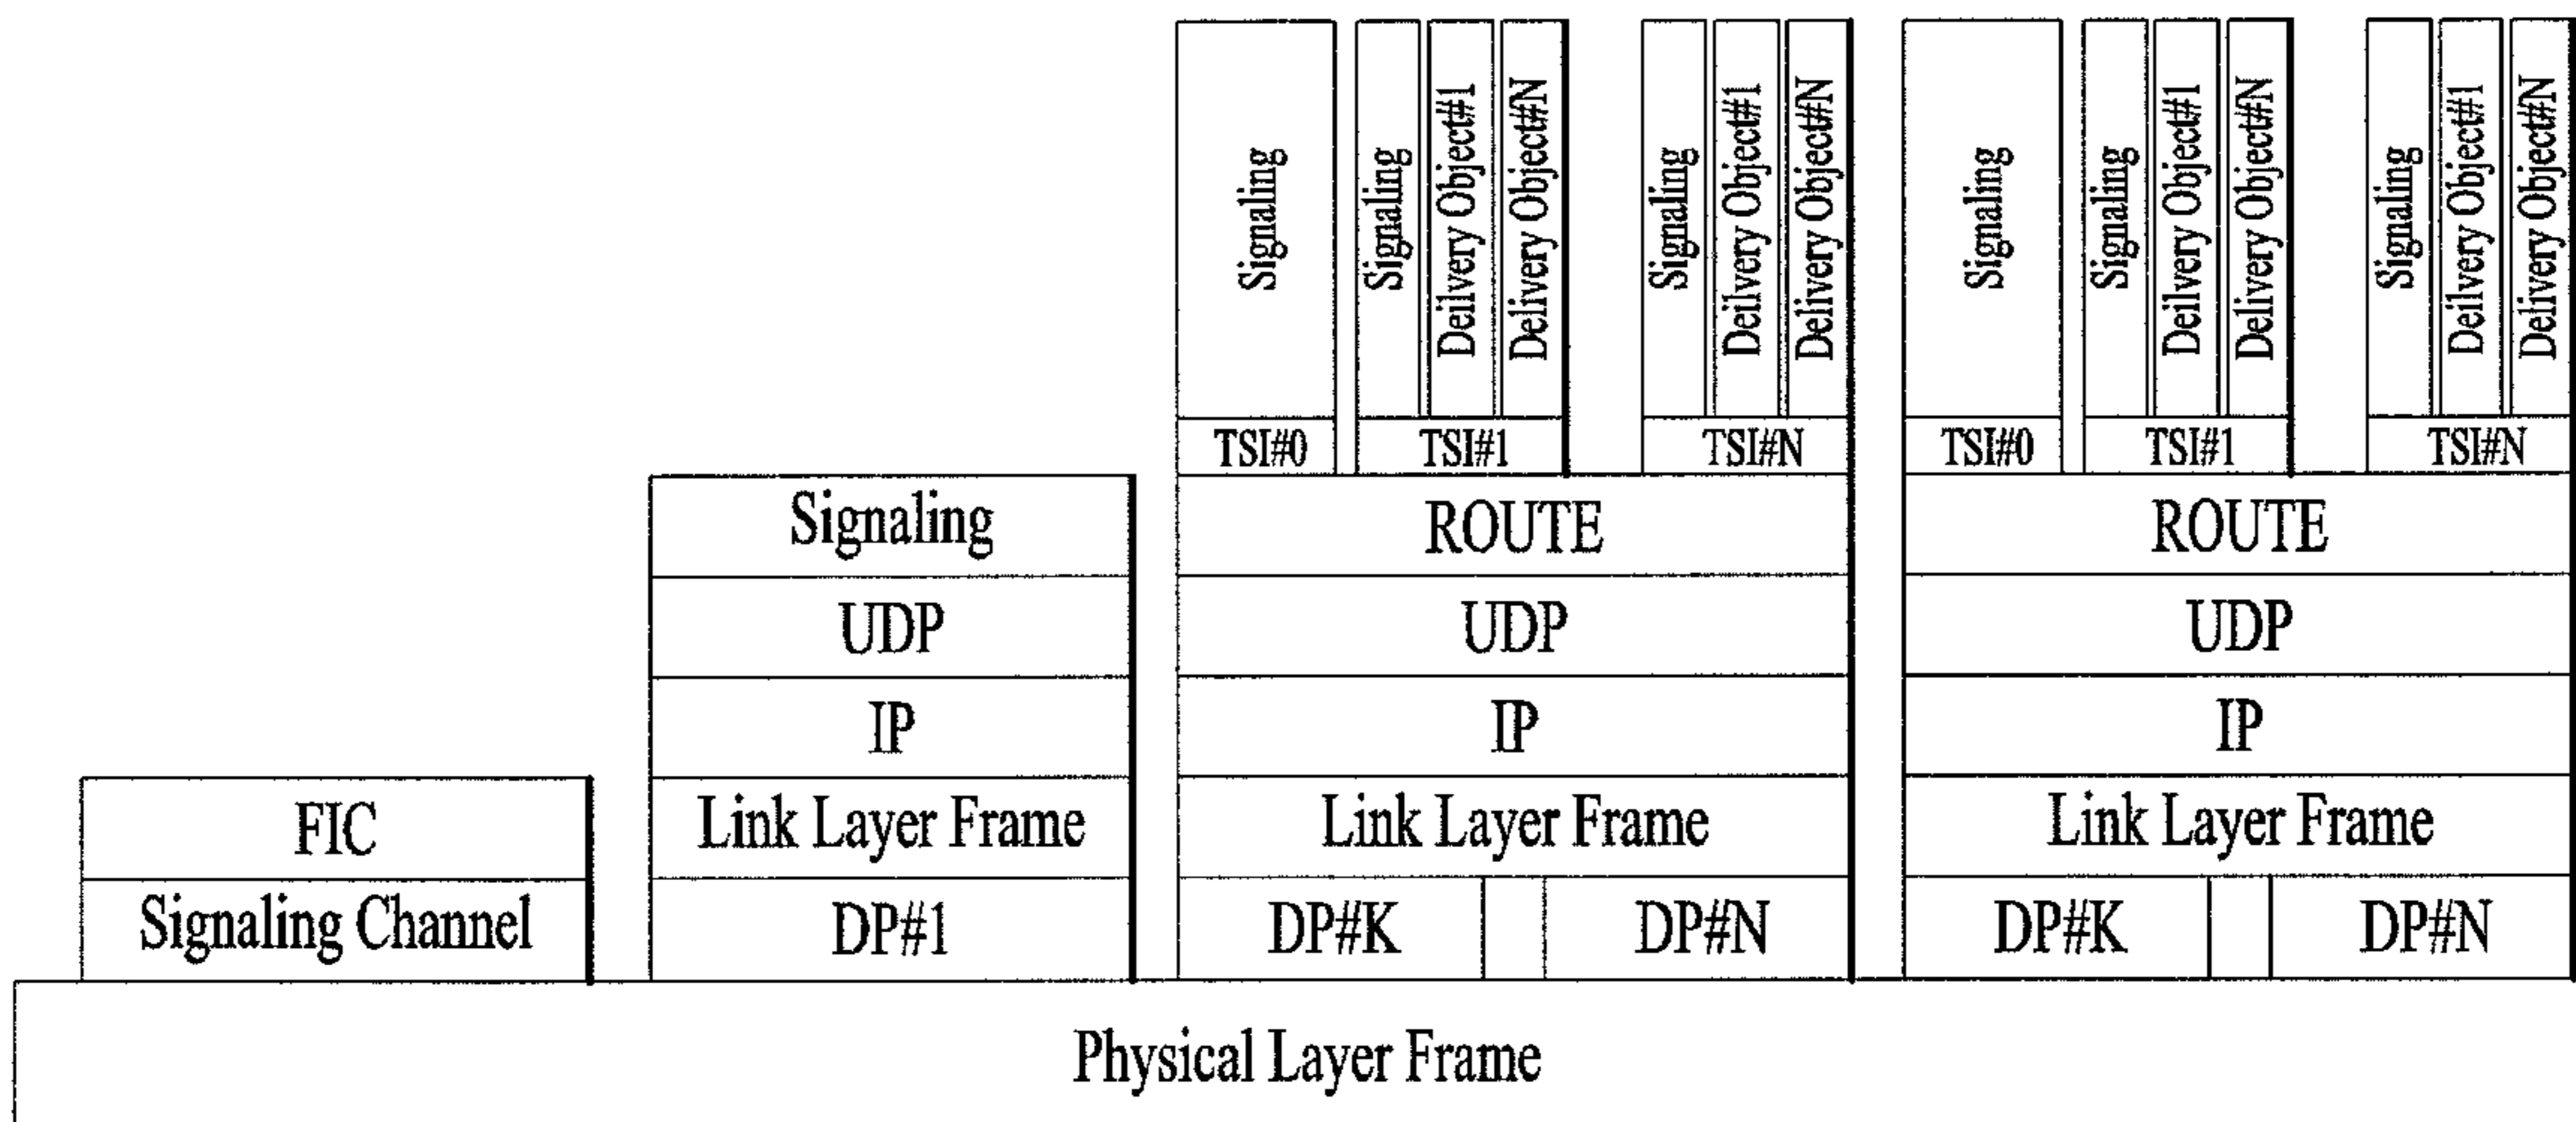 Signaling
Signaling
Deilvery Object#1
Delivery Object#N
Signaling
Deilvery Object#1
Delivery Object#N
Signaling
Signaling
Deilvery Object#1
Delivery Object#N
Signaling
Deilvery Object#1
Delivery Object#N
TSI#0 TSI#1 TSI#N TSI#0 TSI#1 TSI#N
Signaling ROUTE ROUTE
UDP UDP UDP
IP IP IP
FIC Link Layer Frame Link Layer Frame Link Layer Frame
Signaling Channel DP#1 DP#K DP#N DP#K DP#N
Physical Layer Frame